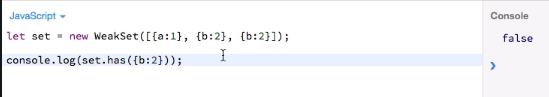 JavaScript
Console
let set = new WeakSet([{a:1}, {b:2}, {b:2}]);
false
console.log(set.has({b:2}));